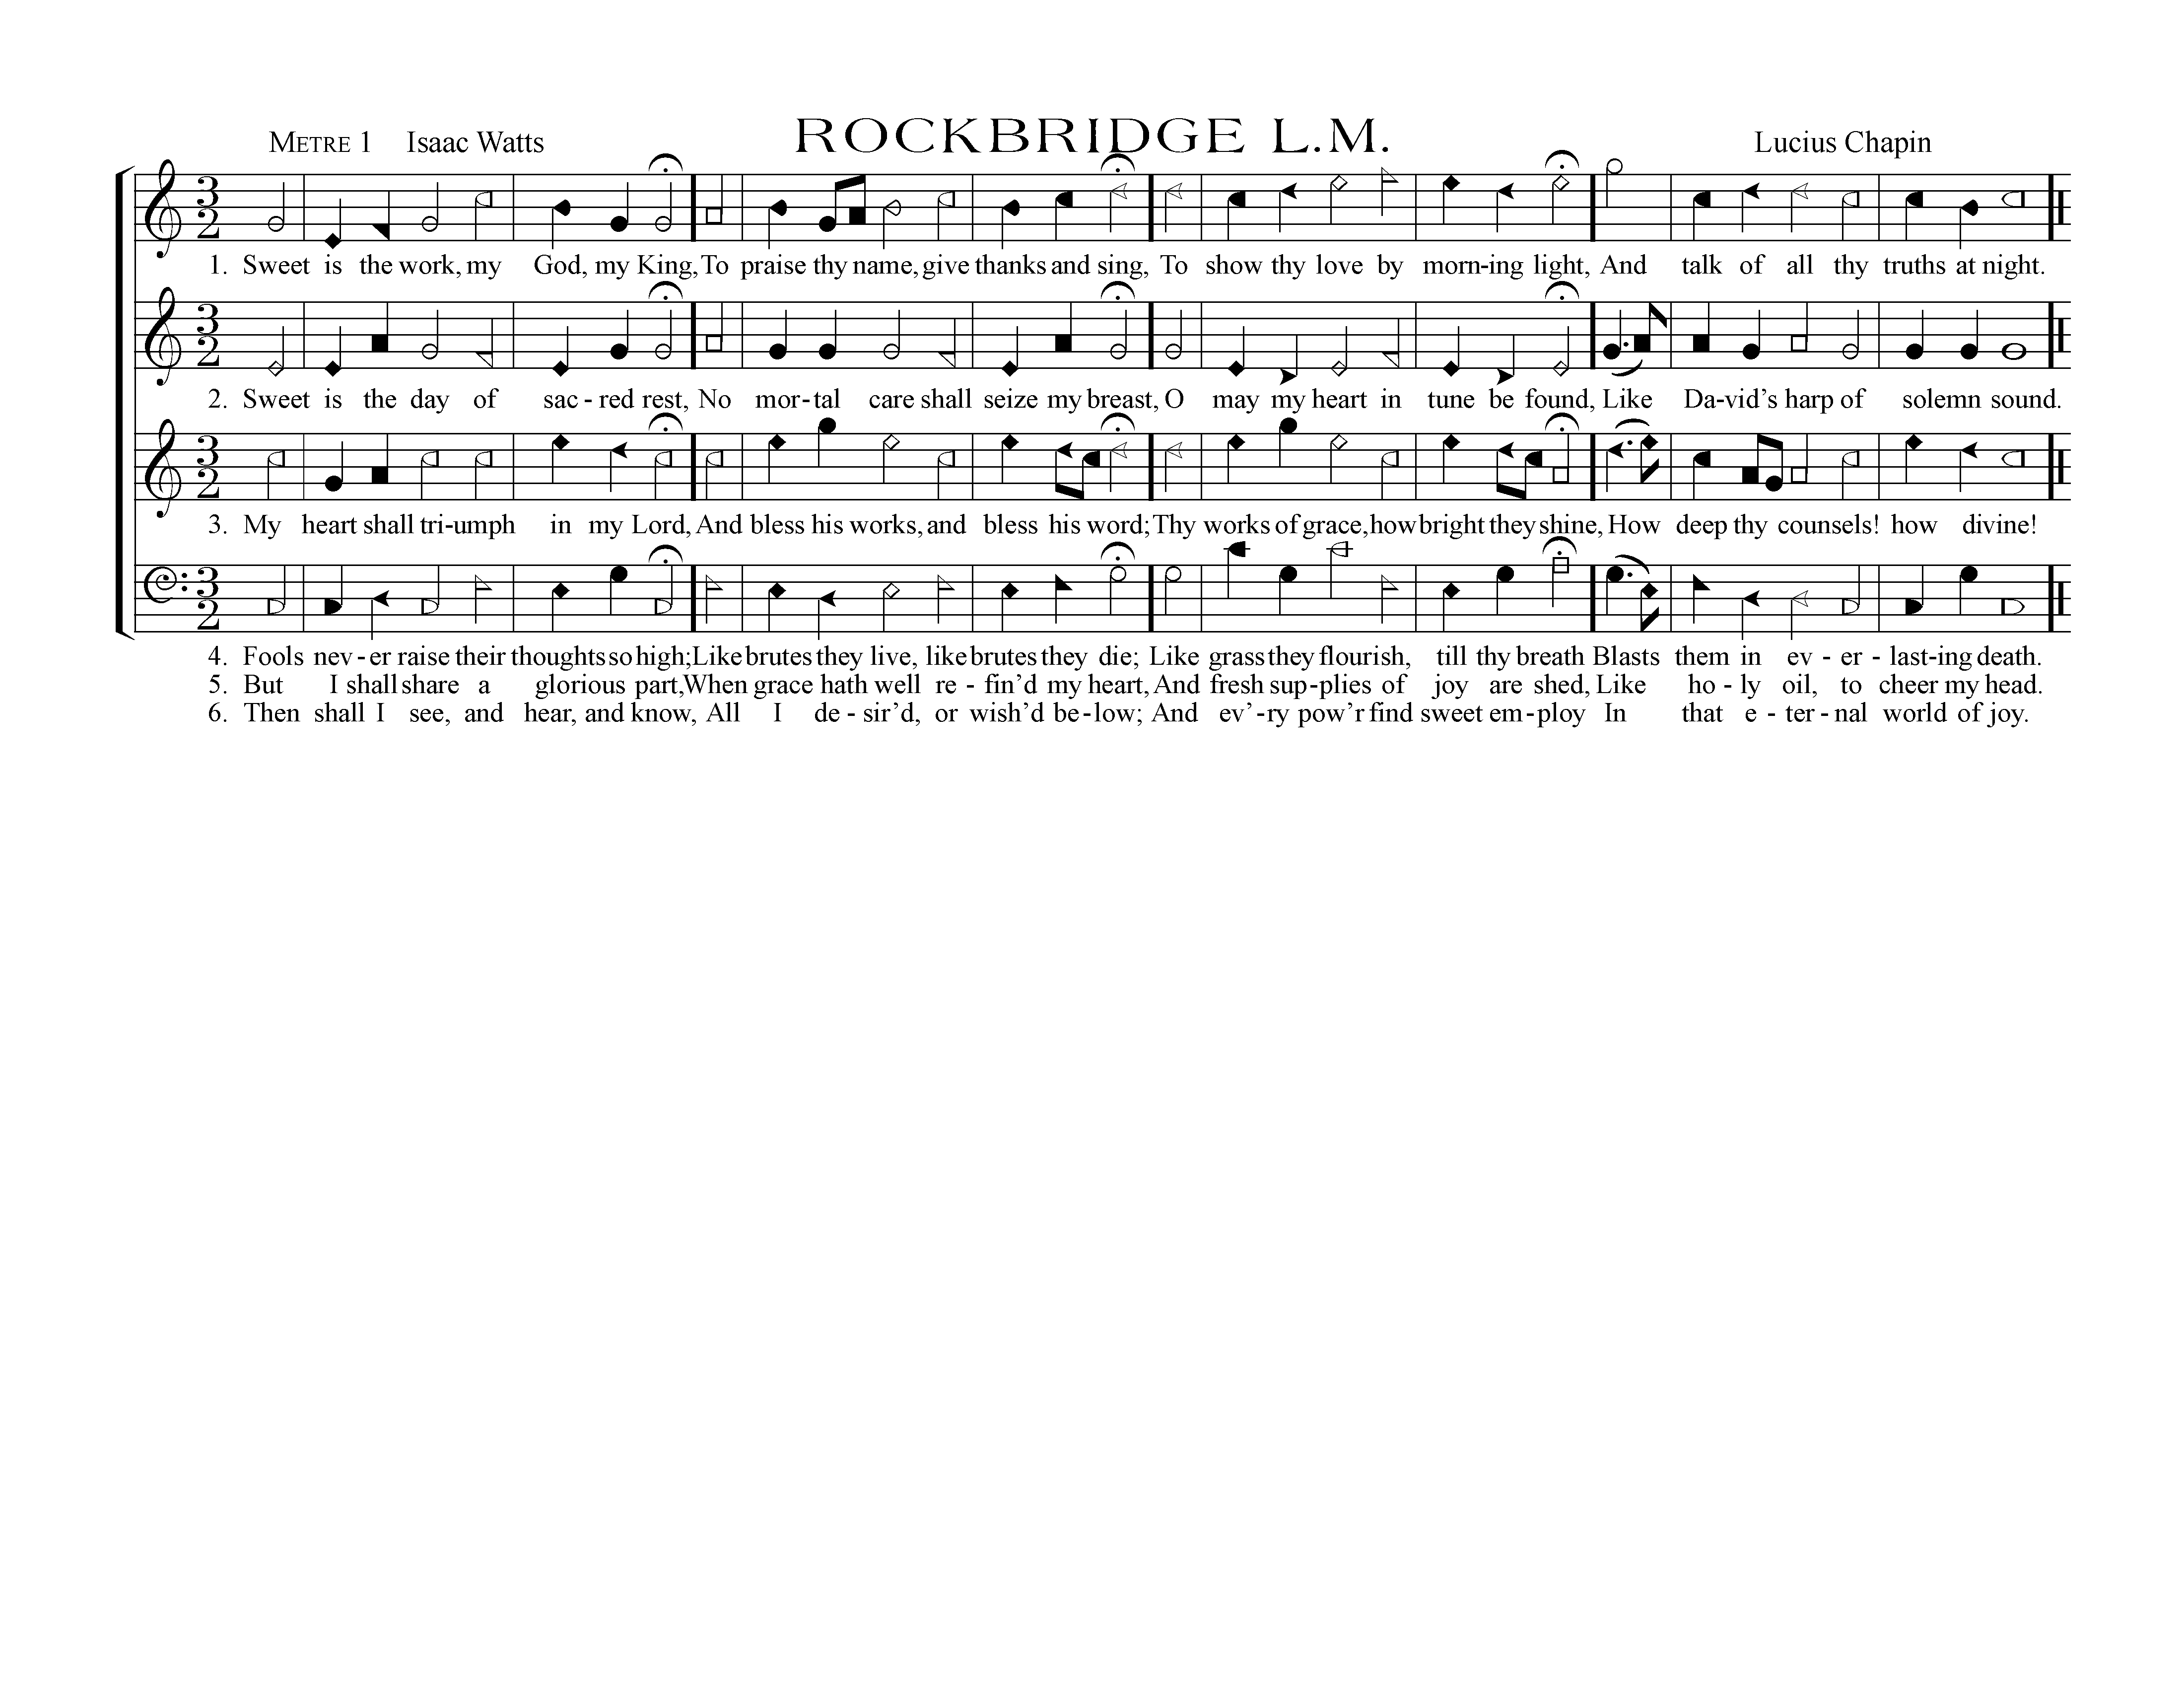 ROCKBRIDGE L.M.
METRE 1 Isaac Watts Lucius Chapin
3 2
1. Sweet is the work, my God, my King, To praise thy name, give thanks and sing, To show thy love by morn-ing light, And talk of all thy truths at night.
3 2
2. Sweet is the day of sac-red rest, No mor-tal care shall seize my breast, O may my heart in tune be found, Like Da-vid's harp of solemn sound.
3 2
3. My heart shall tri-umph in my Lord, And bless his works, and bless his word; Thy works of grace, how bright they shine, How deep thy counsels! how divine!
3 2
4. Fools nev-er raise their thoughts so high; Like brutes they live, like brutes they die; Like grass they flourish, till thy breath Blasts them in ev-er-last-ing death.
5. But I shall share a glorious part, When grace hath well re-fin'd my heart, And fresh sup-plies of joy are shed, Like ho-ly oil, to cheer my head.
6. Then shall I see, and hear, and know, All I de-sir'd, or wish'd be-low; And ev'-ry pow'r find sweet em-ploy In that e-ter-nal world of joy.